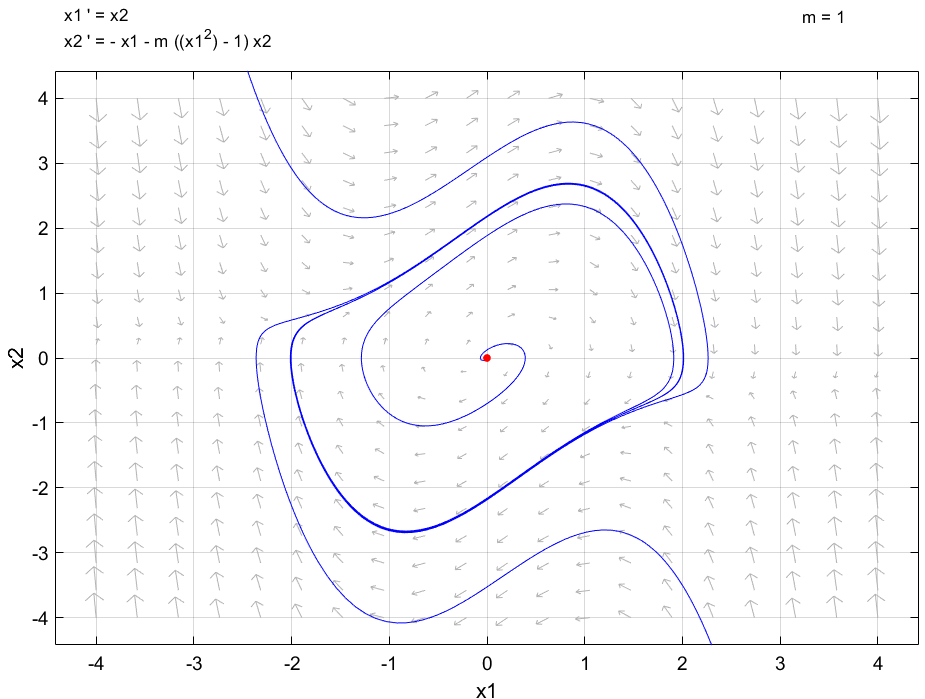 x1 ' = x2
m = 1
x2 ' = - x1 - m ((x1²) - 1) x2
4
3
2
1
0
-1
-2
-3
-4
x2
-4 -3 -2 -1 0 1 2 3 4
x1